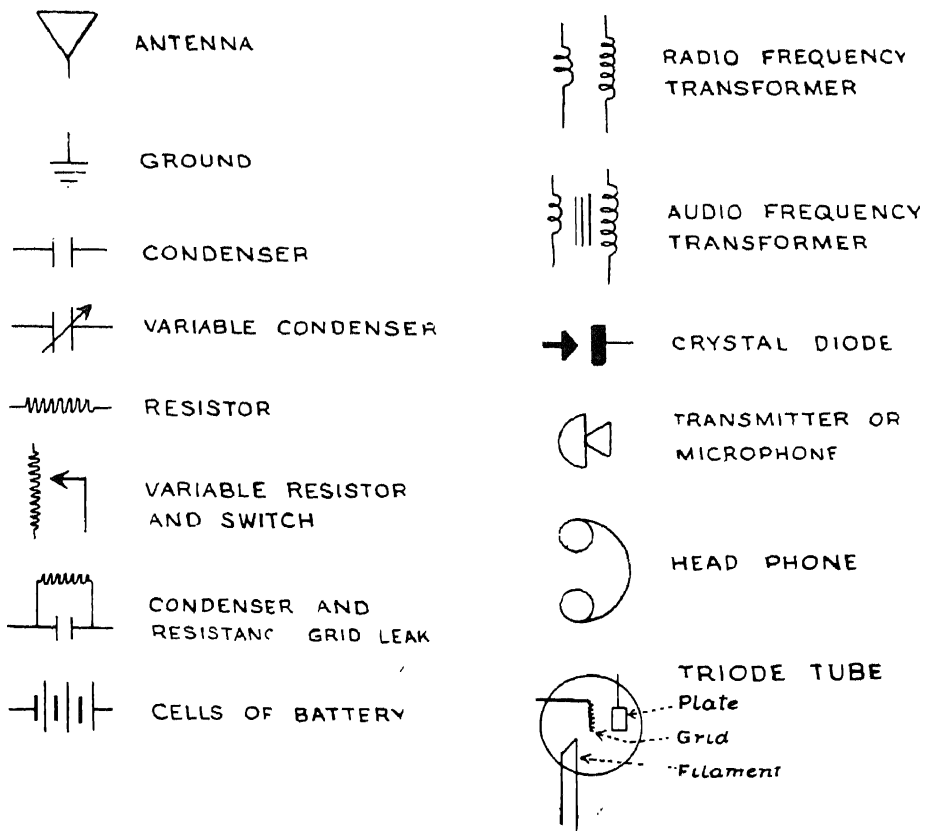 ANTENNA
GROUND
CONDENSER
VARIABLE CONDENSER
RESISTOR
VARIABLE RESISTOR
AND SWITCH
CONDENSER AND
RESISTANC GRID LEAK
CELLS OF BATTERY
RADIO FREQUENCY
TRANSFORMER
AUDIO FREQUENCY
TRANSFORMER
CRYSTAL DIODE
TRANSMITTER OR
MICROPHONE
HEAD PHONE
TRIODE TUBE
Plate
Grid
Filament